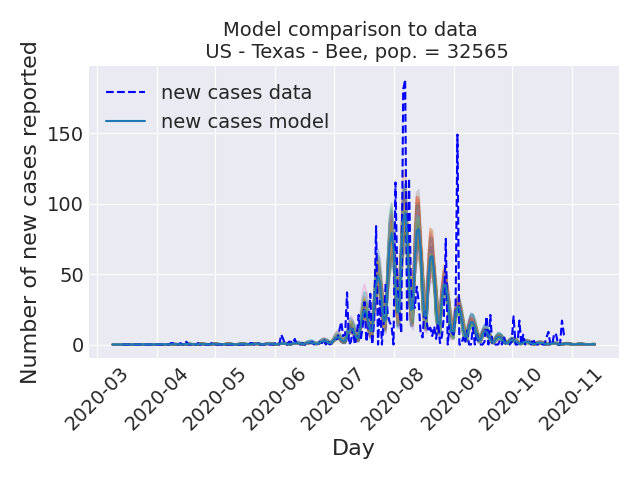 Model comparison to data
US - Texas - Bee, pop. = 32565
new cases data
new cases model
Number of new cases reported
150
100
50
0
2020-03
2020-04
2020-05
2020-06
2020-07
2020-08
2020-09
2020-10
2020-11
Day